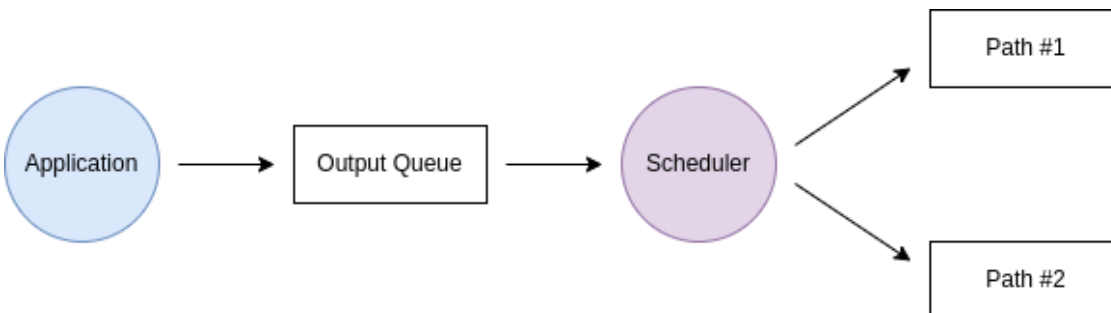 Application
Output Queue
Scheduler
Path #1
Path #2